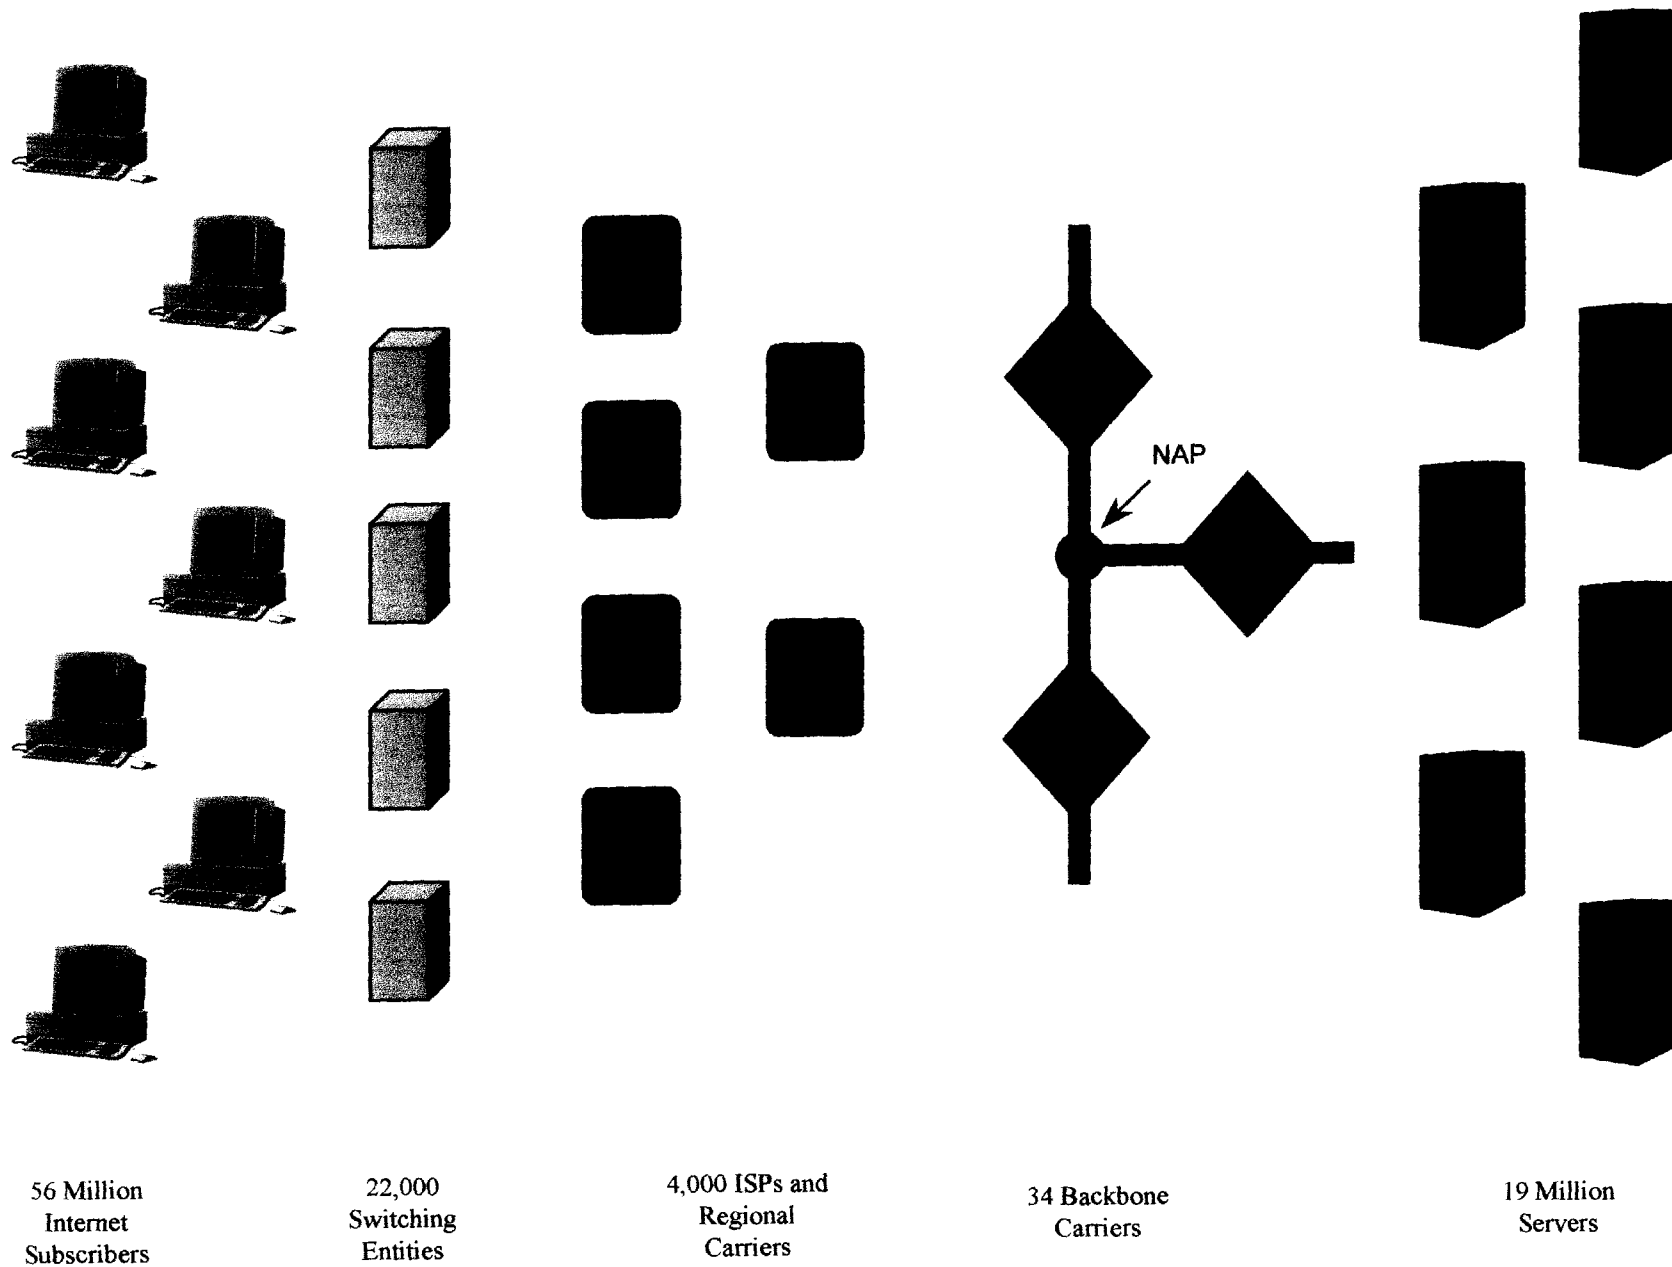 NAP
56 Million
Internet
Subscribers
22,000
Switching
Entities
4,000 ISPs and
Regional
Carriers
34 Backbone
Carriers
19 Million
Servers